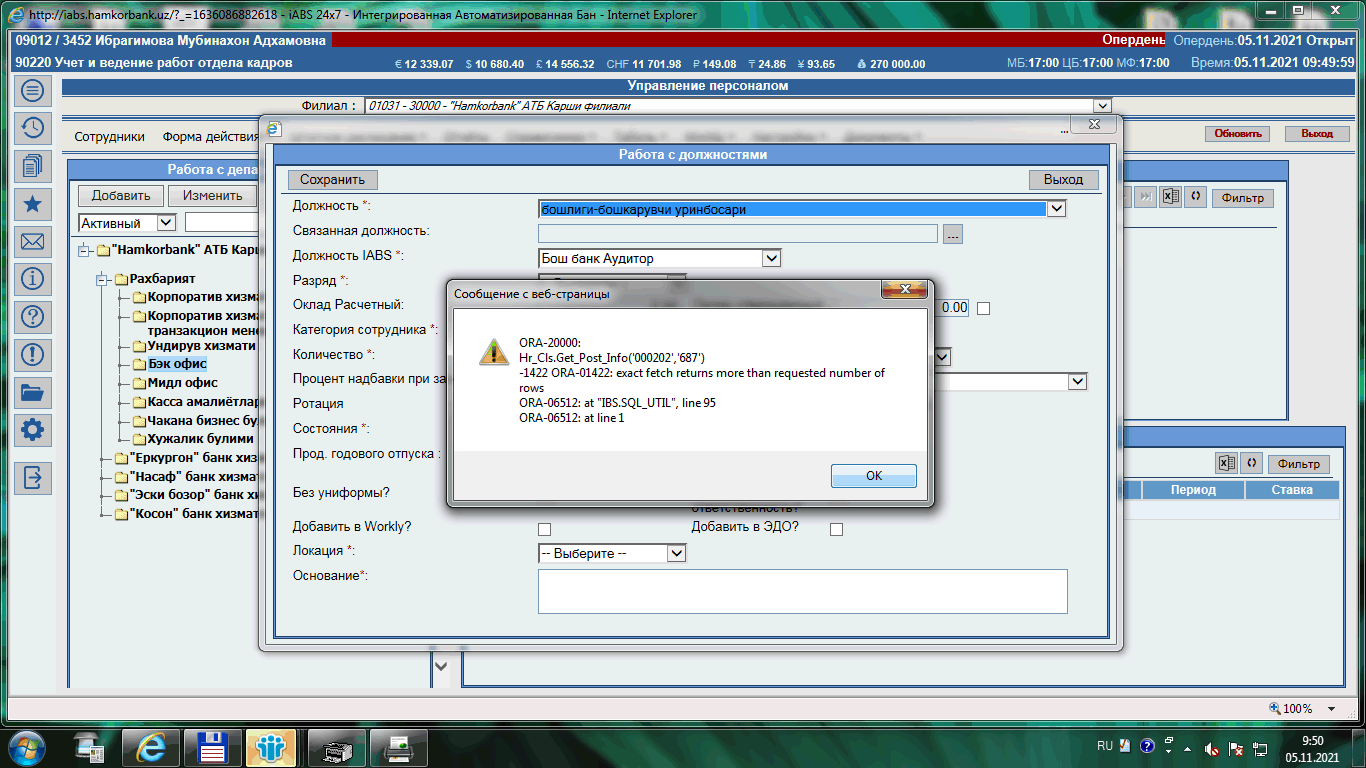 http://iabs.hamkorbank.uz/?_=1636086882618 - iABS 24x7 - Интегрированная Автоматизированная Бан - Internet Explorer
09012 / 3452 Ибрагимова Мубинахон Адхамовна
Опердень
Опердень:05.11.2021 Открыт
90220 Учет и ведение работ отдела кадров
€ 12 339.07 $ 10 680.40 £ 14 556.32 CHF 11 701.98 ₽ 149.08 ₸ 24.86 ¥ 93.65 270 000.00
МБ:17:00 ЦБ:17:00 МФ:17:00
Время:05.11.2021 09:49:59
Управление персоналом
Филиал : 01031 - 30000 - "Hamkorbank" АТБ Карши филиали
Сотрудники Форма действия
Обновить Выход
Работа с депа
Добавить Изменить
Активный
"Hamkorbank" АТБ Карш
Рахбарият
Корпоратив хизма
Корпоратив хизма
транзакцион мене
Ундирув хизмати
Бэк офис
Мидл офис
Касса амалиётлар
Чакана бизнес бу
Хужалик булими
"Еркургон" банк хиз
"Насаф" банк хизмат
"Эски бозор" банк х
"Косон" банк хизмат
...
Работа с должностями
Сохранить Выход
Должность *: бошлиги-бошкарувчи уринбосари
Связанная должность: ...
Должность IABS *: Бош банк Аудитор
Разряд *:
Оклад Расчетный: 0.00
Категория сотрудника *:
Количество *:
Процент надбавки при за
Ротация
Состояния *:
Прод. годового отпуска :
Без униформы?
ответственность?
Добавить в Workly? Добавить в ЭДО?
Локация *: -- Выберите --
Основание*:
Сообщение с веб-страницы
ORA-20000:
Hr_Cls.Get_Post_Info('000202','687')
-1422 ORA-01422: exact fetch returns more than requested number of
rows
ORA-06512: at "IBS.SQL_UTIL", line 95
ORA-06512: at line 1
OK
Фильтр
Фильтр
Период Ставка
100%
RU
9:50
05.11.2021